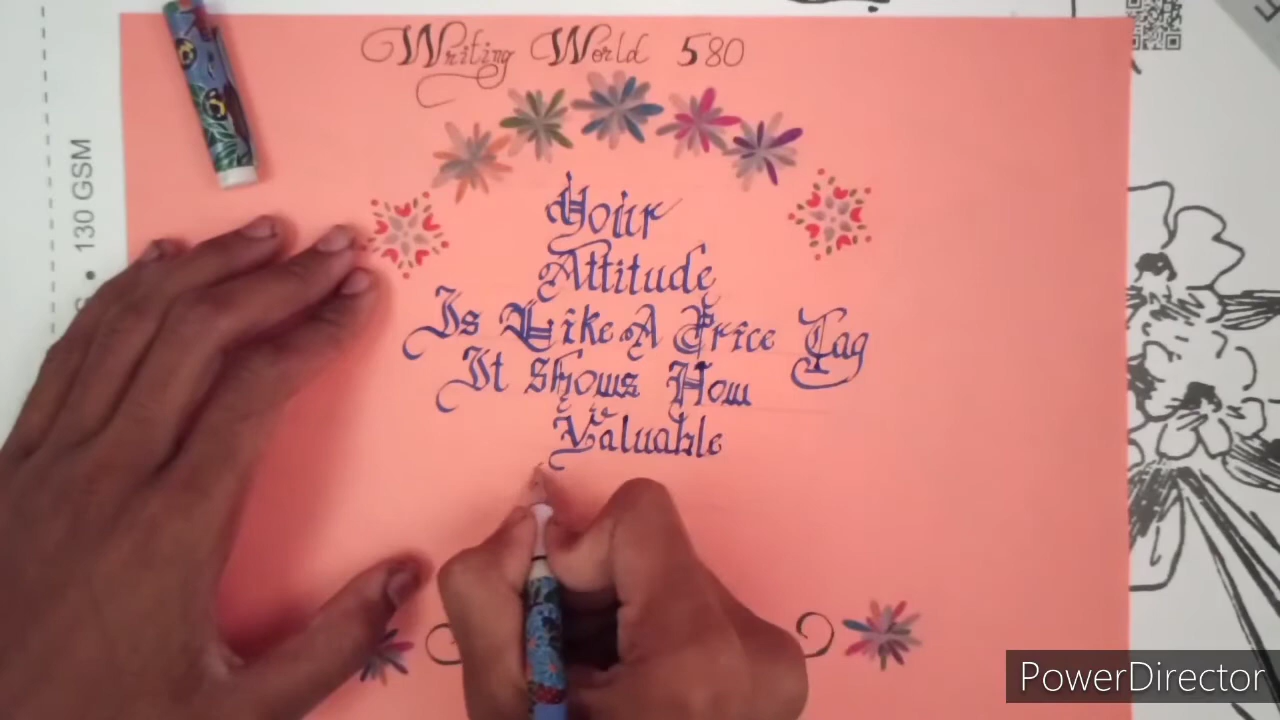 Writing World 580
130 GSM
Your
Attitude
Is Like A Price Tag
It Shows How
Valuable
PowerDirector